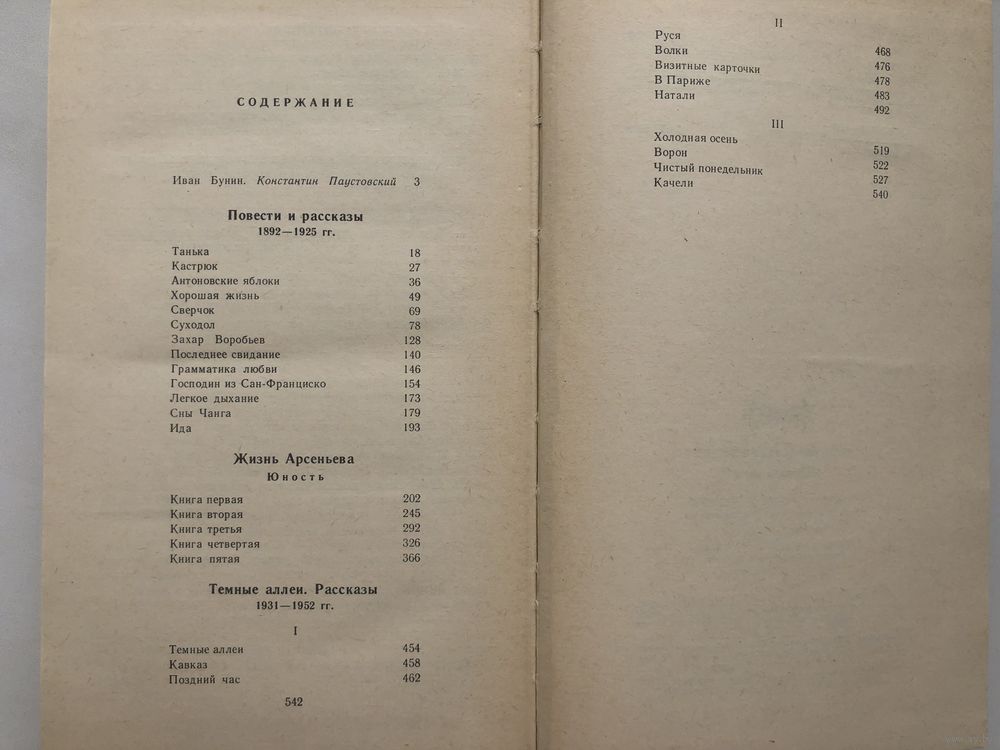 СОДЕРЖАНИЕ
Иван Бунин. Константин Паустовский 3
Повести и рассказы
1892—1925 гг.
Танька 18
Кастрюк 27
Антоновские яблоки 36
Хорошая жизнь 49
Сверчок 69
Суходол 78
Захар Воробьев 128
Последнее свидание 140
Грамматика любви 146
Господин из Сан-Франциско 154
Легкое дыхание 173
Сны Чанга 179
Ида 193
Жизнь Арсеньева
Юность
Книга первая 202
Книга вторая 245
Книга третья 292
Книга четвертая 326
Книга пятая 366
Темные аллеи. Рассказы
1931—1952 гг.
I
Темные аллеи 454
Кавказ 458
Поздний час 462
542
II
Руся 468
Волки 476
Визитные карточки 478
В Париже 483
Натали 492
III
Холодная осень 519
Ворон 522
Чистый понедельник 527
Качели 540